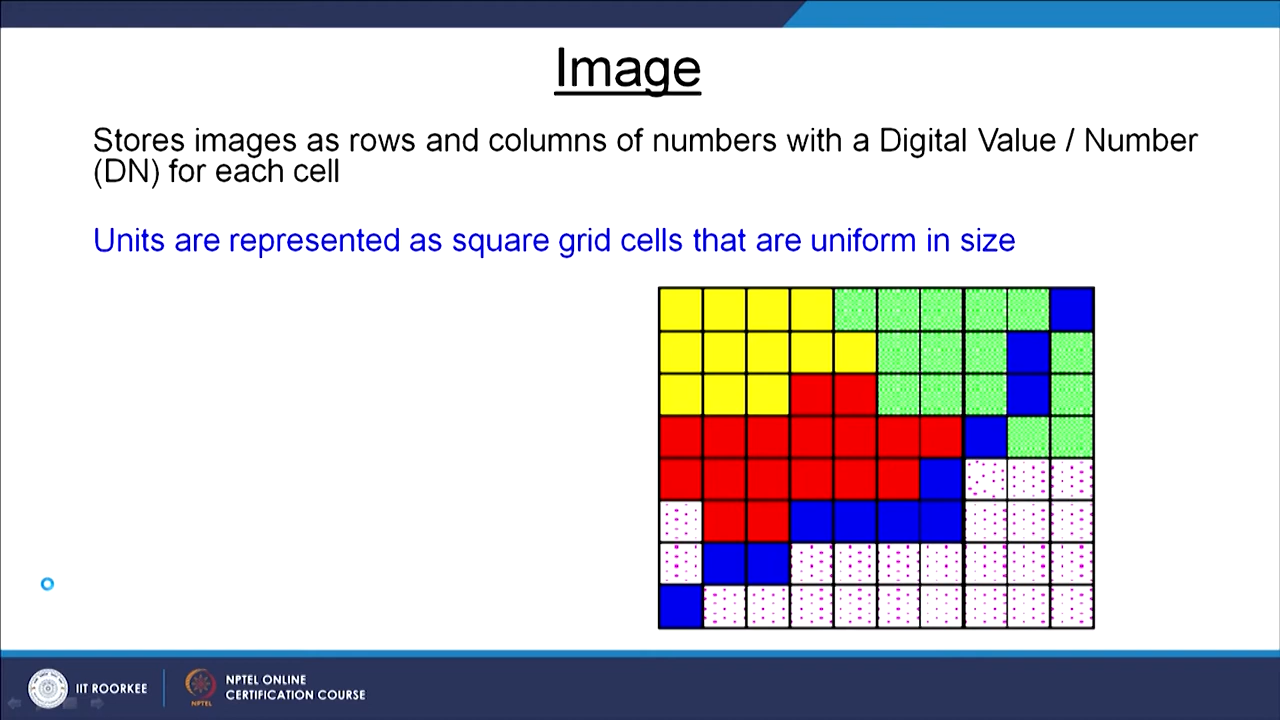 Image
Stores images as rows and columns of numbers with a Digital Value / Number
(DN) for each cell
Units are represented as square grid cells that are uniform in size
IIT ROORKEE
NPTEL
NPTEL ONLINE
CERTIFICATION COURSE